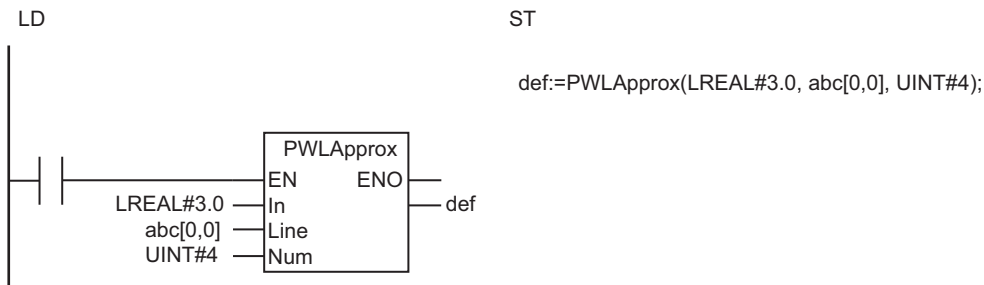 LD
ST
def:=PWLApprox(LREAL#3.0, abc[0,0], UINT#4);
PWLApprox
EN ENO
LREAL#3.0 In def
abc[0,0] Line
UINT#4 Num